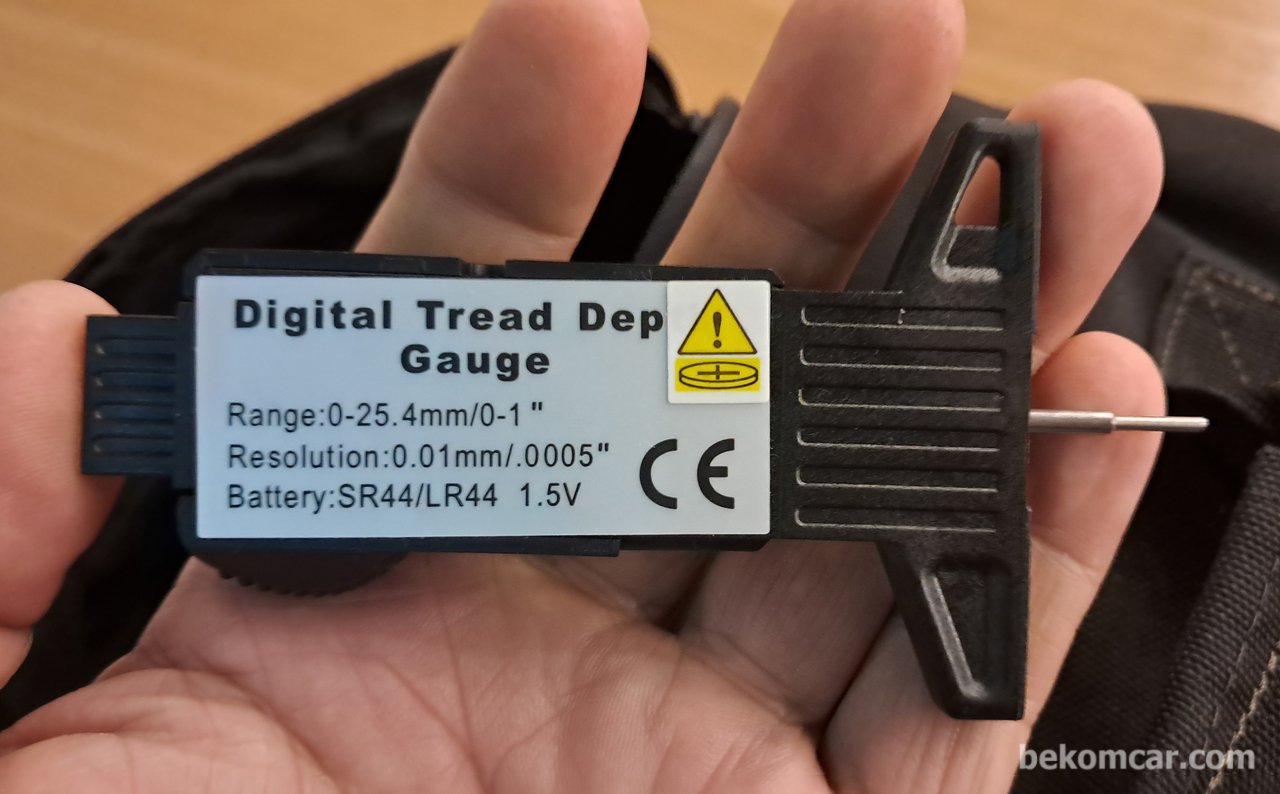 Digital Tread Dep
Gauge
Range:0-25.4mm/0-1"
Resolution:0.01mm/.0005"
Battery:SR44/LR44 1.5V
CE
bekomcar.com